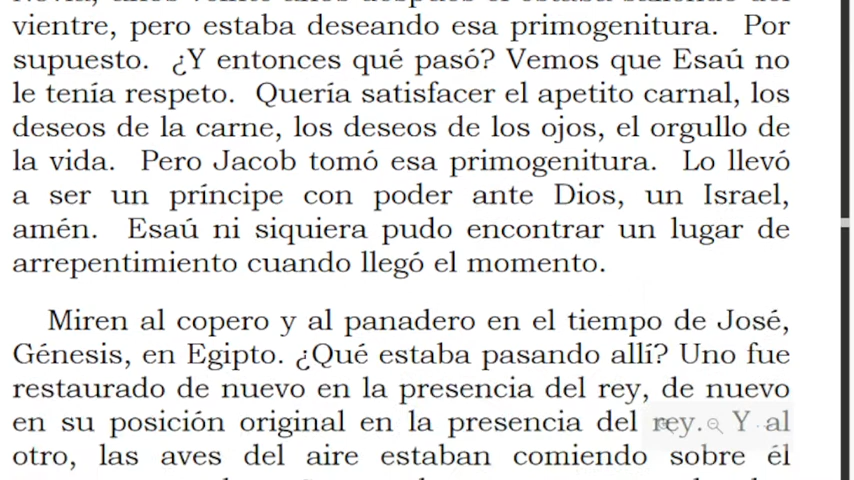 vientre, pero estaba deseando esa primogenitura. Por
supuesto. ¿Y entonces qué pasó? Vemos que Esaú no
le tenía respeto. Quería satisfacer el apetito carnal, los
deseos de la carne, los deseos de los ojos, el orgullo de
la vida. Pero Jacob tomó esa primogenitura. Lo llevó
a ser un príncipe con poder ante Dios, un Israel,
amén. Esaú ni siquiera pudo encontrar un lugar de
arrepentimiento cuando llegó el momento.
Miren al copero y al panadero en el tiempo de José,
Génesis, en Egipto. ¿Qué estaba pasando allí? Uno fue
restaurado de nuevo en la presencia del rey, de nuevo
en su posición original en la presencia del rey. Y al
otro, las aves del aire estaban comiendo sobre él